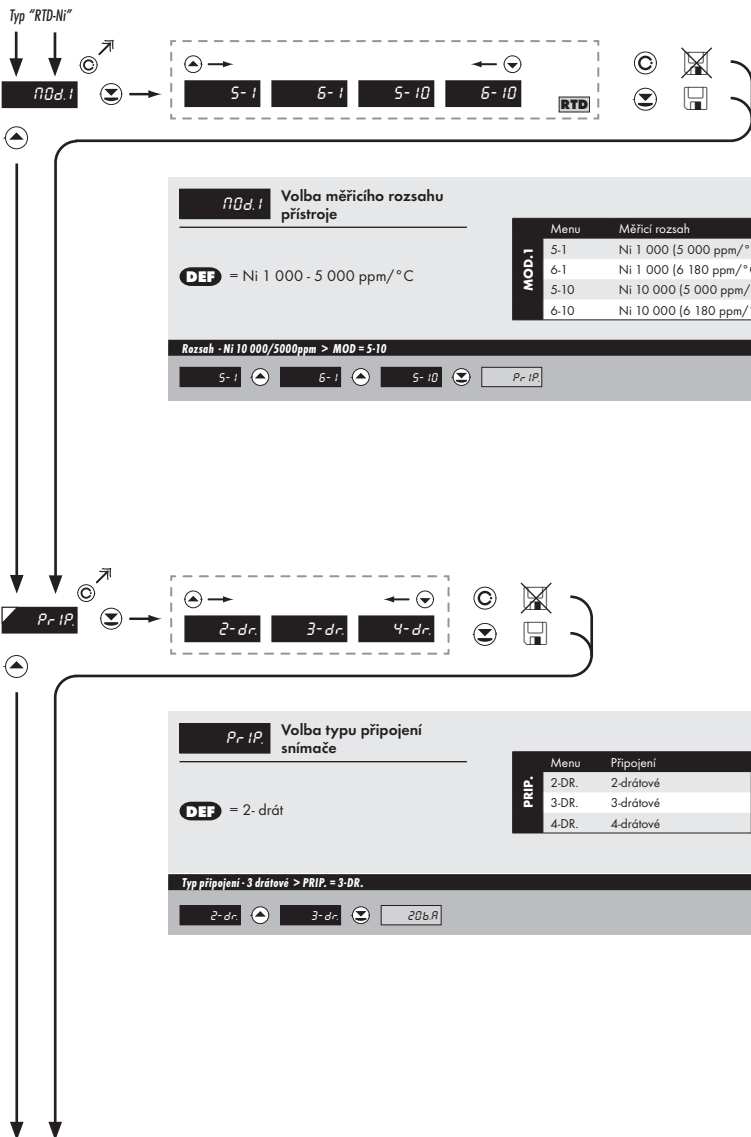 Typ "RTD-Ni"
MOd.1
5-1 6-1 5-10 6-10
RTD
MOd.1 Volba měřicího rozsahu
přístroje
DEF = Ni 1 000 - 5 000 ppm/°C
MOD.1
Menu Měřicí rozsah
5-1 Ni 1 000 (5 000 ppm/°
6-1 Ni 1 000 (6 180 ppm/°
5-10 Ni 10 000 (5 000 ppm/
6-10 Ni 10 000 (6 180 ppm/
Rozsah - Ni 10 000/5000ppm > MOD = 5-10
5-1 6-1 5-10 PrIP.
PrIP.
2-dr. 3-dr. 4-dr.
PrIP. Volba typu připojení
snímače
DEF = 2- drát
PRIP.
Menu Připojení
2-DR. 2-drátové
3-DR. 3-drátové
4-DR. 4-drátové
Typ připojení - 3 drátové > PRIP. = 3-DR.
2-dr. 3-dr. ZOb.A